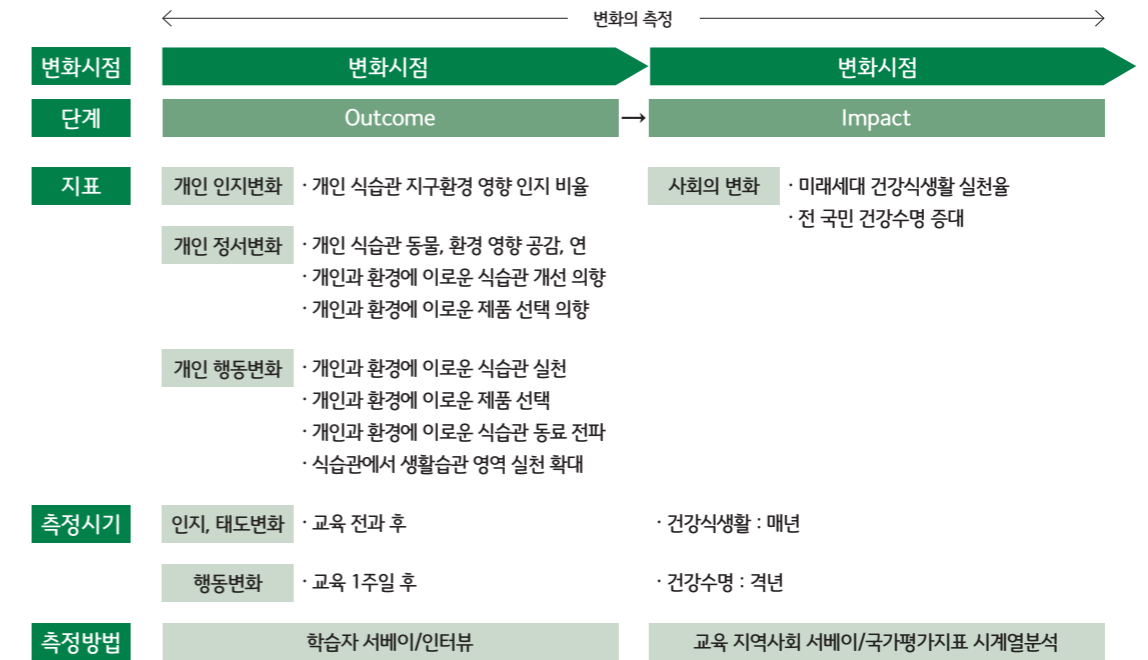 변화의 측정
변화시점 변화시점 변화시점
단계 Outcome → Impact
지표 개인 인지변화 · 개인 식습관 지구환경 영향 인지 비율 사회의 변화 · 미래세대 건강식생활 실천율
· 전 국민 건강수명 증대
개인 정서변화 · 개인 식습관 동물, 환경 영향 공감, 연
· 개인과 환경에 이로운 식습관 개선 의향
· 개인과 환경에 이로운 제품 선택 의향
개인 행동변화 · 개인과 환경에 이로운 식습관 실천
· 개인과 환경에 이로운 제품 선택
· 개인과 환경에 이로운 식습관 동료 전파
· 식습관에서 생활습관 영역 실천 확대
측정시기 인지, 태도변화 · 교육 전과 후 · 건강식생활 : 매년
행동변화 · 교육 1주일 후 · 건강수명 : 격년
측정방법 학습자 서베이/인터뷰 교육 지역사회 서베이/국가평가지표 시계열분석